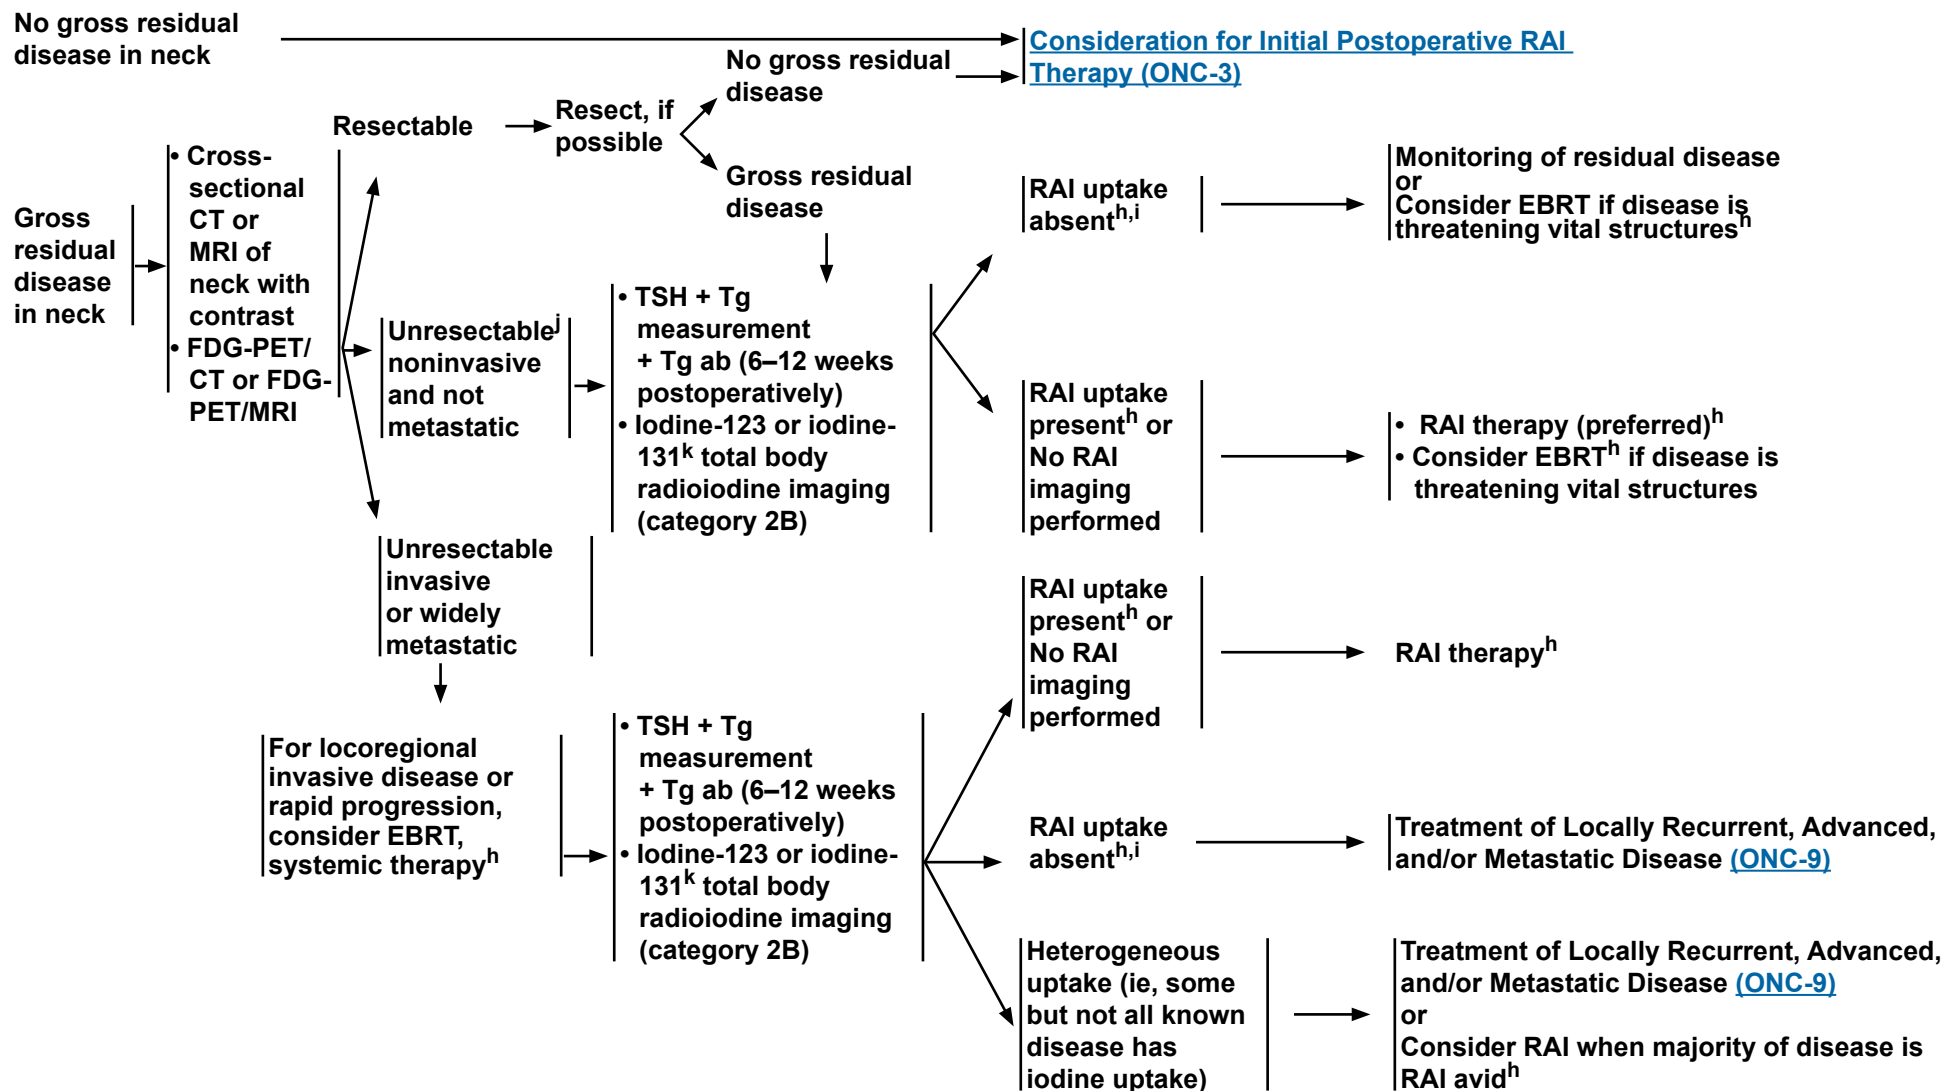 No gross residual
disease in neck
Consideration for Initial Postoperative RAI
Therapy (ONC-3)
No gross residual
disease
Resectable
Resect, if
possible
Gross residual
disease
Gross
residual
disease
in neck
• Cross-
sectional
CT or
MRI of
neck with
contrast
• FDG-PET/
CT or FDG-
PET/MRI
Unresectableʲ
noninvasive
and not
metastatic
• TSH + Tg
measurement
+ Tg ab (6–12 weeks
postoperatively)
• Iodine-123 or iodine-
131ᵏ total body
radioiodine imaging
(category 2B)
RAI uptake
absentʰ,ⁱ
Monitoring of residual disease
or
Consider EBRT if disease is
threatening vital structuresʰ
RAI uptake
presentʰ or
No RAI
imaging
performed
• RAI therapy (preferred)ʰ
• Consider EBRTʰ if disease is
threatening vital structures
Unresectable
invasive
or widely
metastatic
For locoregional
invasive disease or
rapid progression,
consider EBRT,
systemic therapyʰ
• TSH + Tg
measurement
+ Tg ab (6–12 weeks
postoperatively)
• Iodine-123 or iodine-
131ᵏ total body
radioiodine imaging
(category 2B)
RAI uptake
presentʰ or
No RAI
imaging
performed
RAI therapyʰ
RAI uptake
absentʰ,ⁱ
Treatment of Locally Recurrent, Advanced,
and/or Metastatic Disease (ONC-9)
Heterogeneous
uptake (ie, some
but not all known
disease has
iodine uptake)
Treatment of Locally Recurrent, Advanced,
and/or Metastatic Disease (ONC-9)
or
Consider RAI when majority of disease is
RAI avidʰ